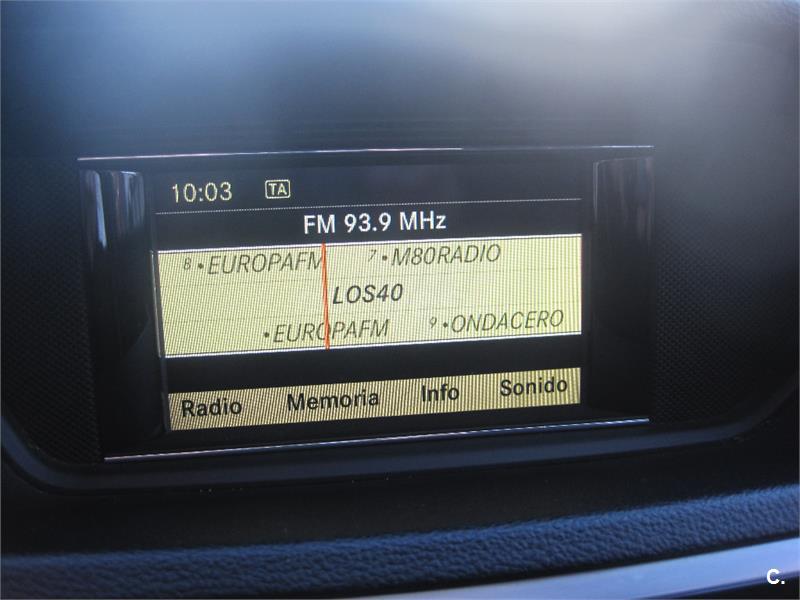 10:03 TA
FM 93.9 MHz
8 •EUROPAFM 7 •M80RADIO
LOS40
•EUROPAFM 9 •ONDACERO
Radio Memoria Info Sonido
C.